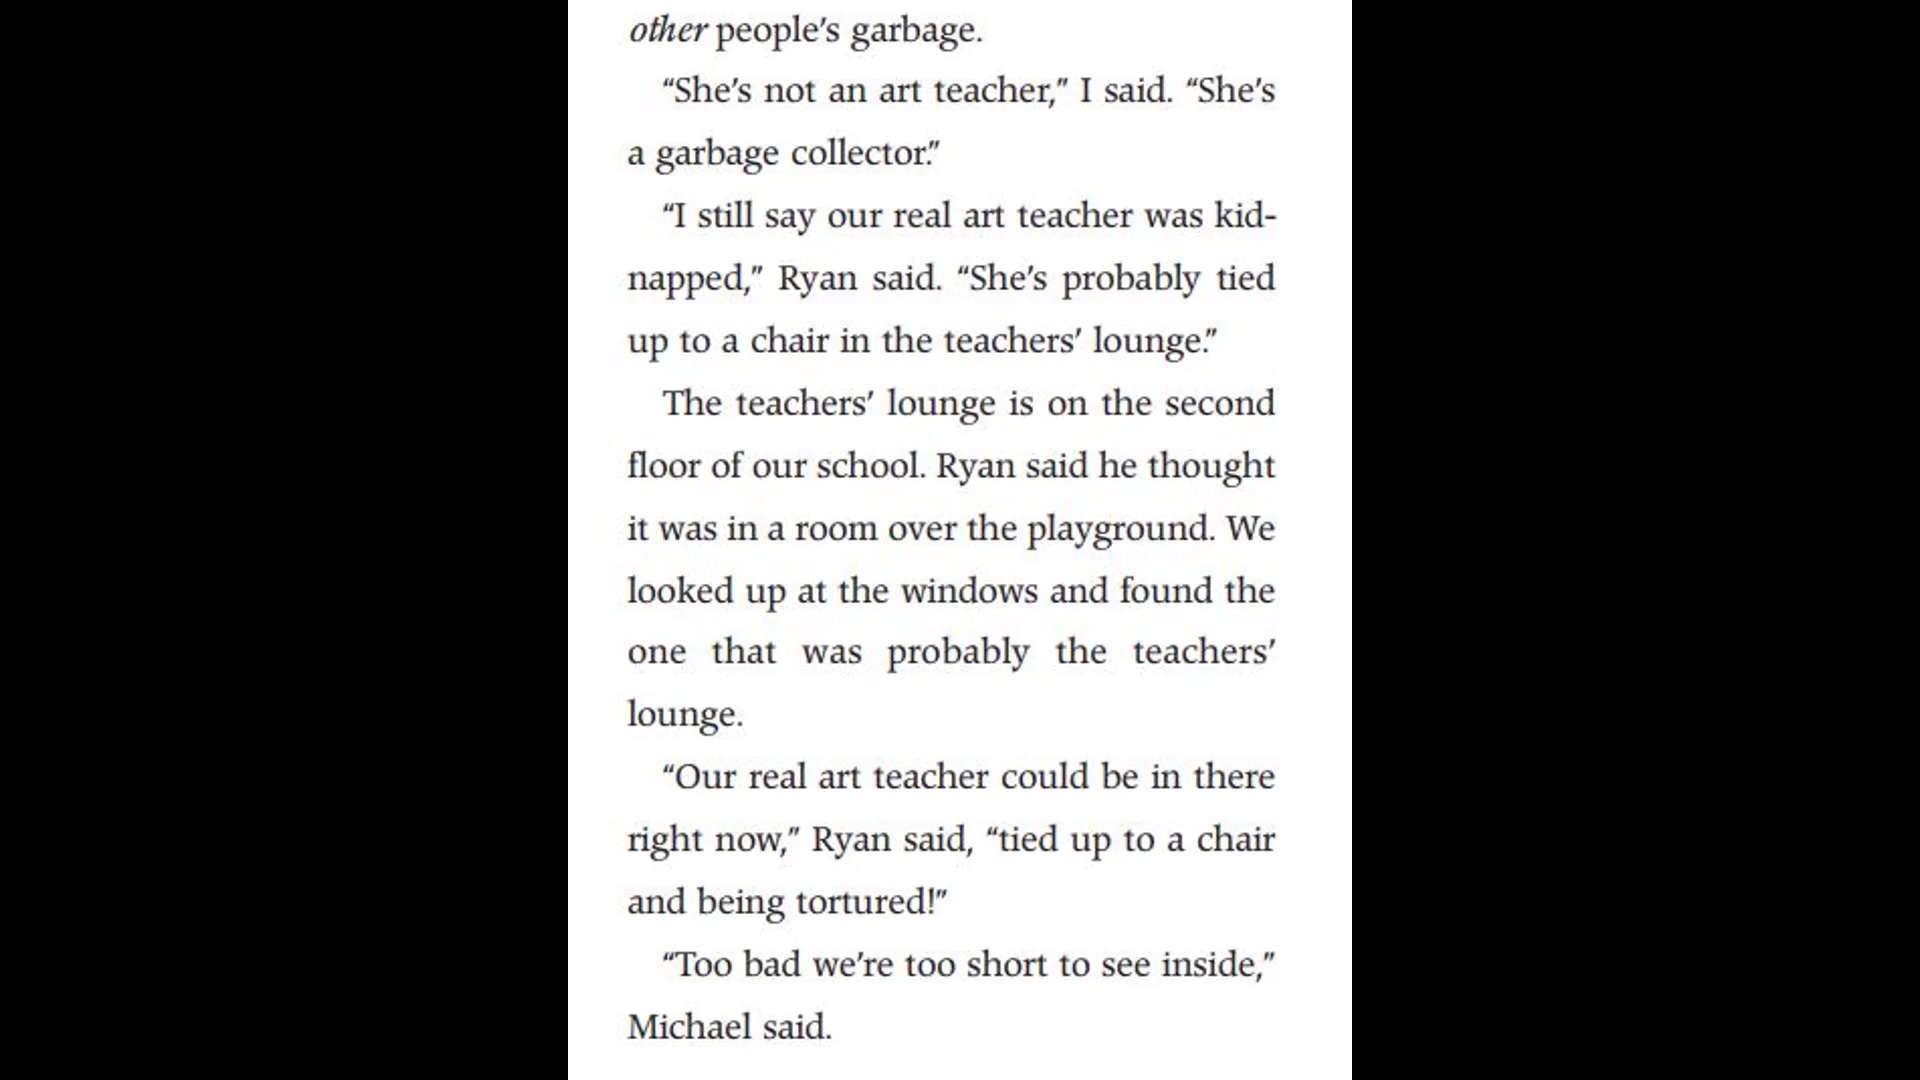 other people’s garbage.
“She’s not an art teacher,” I said. “She’s
a garbage collector.”
“I still say our real art teacher was kid-
napped,” Ryan said. “She’s probably tied
up to a chair in the teachers’ lounge.”
The teachers’ lounge is on the second
floor of our school. Ryan said he thought
it was in a room over the playground. We
looked up at the windows and found the
one that was probably the teachers’
lounge.
“Our real art teacher could be in there
right now,” Ryan said, “tied up to a chair
and being tortured!”
“Too bad we’re too short to see inside,”
Michael said.